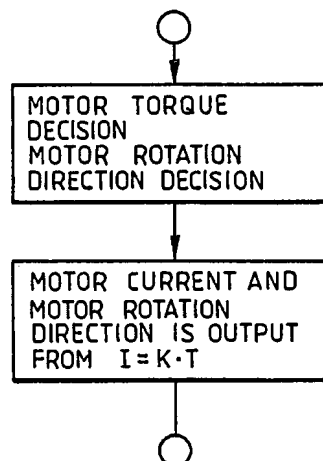 MOTOR TORQUE
DECISION
MOTOR ROTATION
DIRECTION DECISION
MOTOR CURRENT AND
MOTOR ROTATION
DIRECTION IS OUTPUT
FROM I=K·T